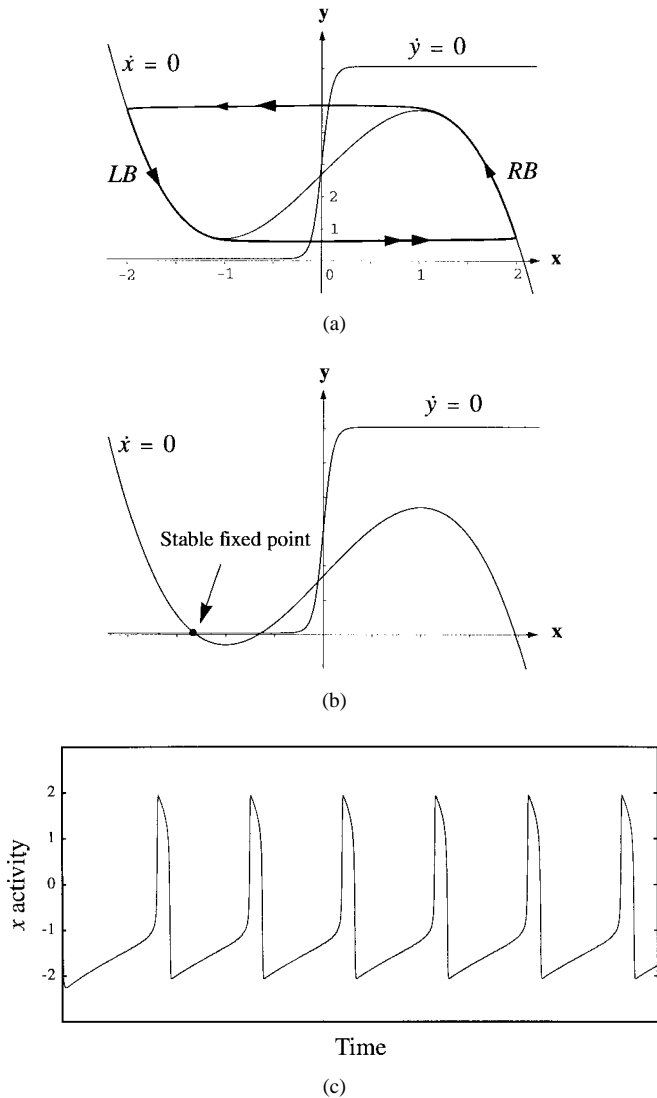 y
ẋ = 0
ẏ = 0
LB
RB
2
1
x
-2
-1
0
1
2
(a)
y
ẏ = 0
ẋ = 0
Stable fixed point
x
(b)
2
1
0
-1
-2
x activity
Time
(c)